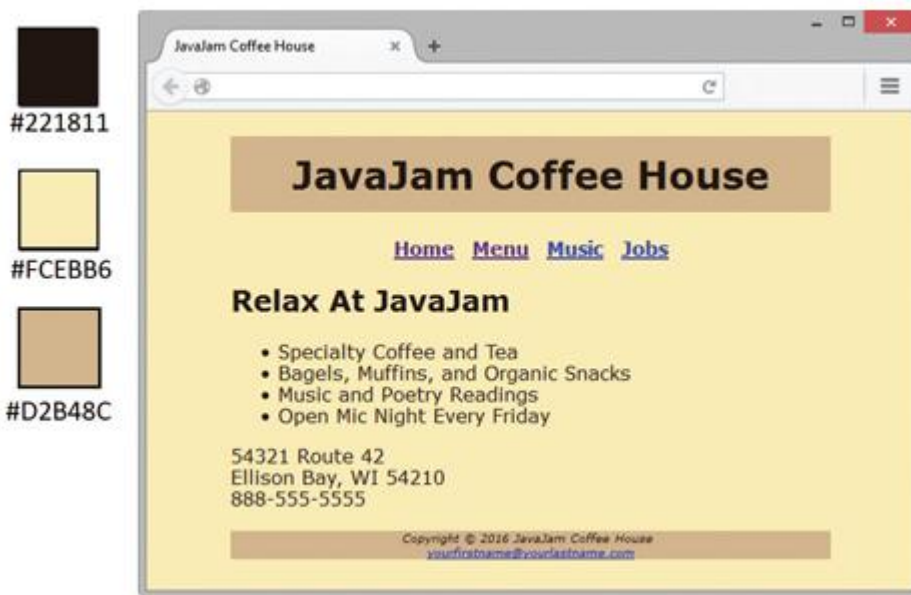 #221811
#FCEBB6
#D2B48C
JavaJam Coffee House
JavaJam Coffee House
Home Menu Music Jobs
Relax At JavaJam
• Specialty Coffee and Tea
• Bagels, Muffins, and Organic Snacks
• Music and Poetry Readings
• Open Mic Night Every Friday
54321 Route 42
Ellison Bay, WI 54210
888-555-5555
Copyright © 2016 JavaJam Coffee House
yourfirstname@yourlastname.com